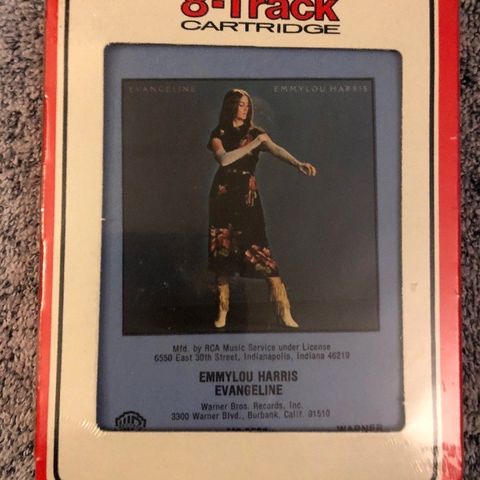 8-Track
CARTRIDGE
EVANGELINE EMMYLOU HARRIS
Mfd. by RCA Music Service under License
6550 East 30th Street, Indianapolis, Indiana 46219
EMMYLOU HARRIS
EVANGELINE
Warner Bros. Records, Inc.
3300 Warner Blvd., Burbank, Calif. 91510
WARNER